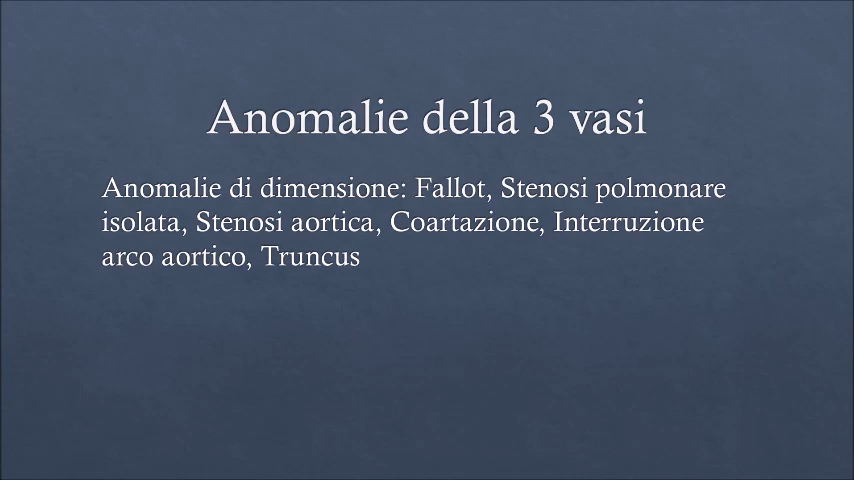 Anomalie della 3 vasi
Anomalie di dimensione: Fallot, Stenosi polmonare
isolata, Stenosi aortica, Coartazione, Interruzione
arco aortico, Truncus